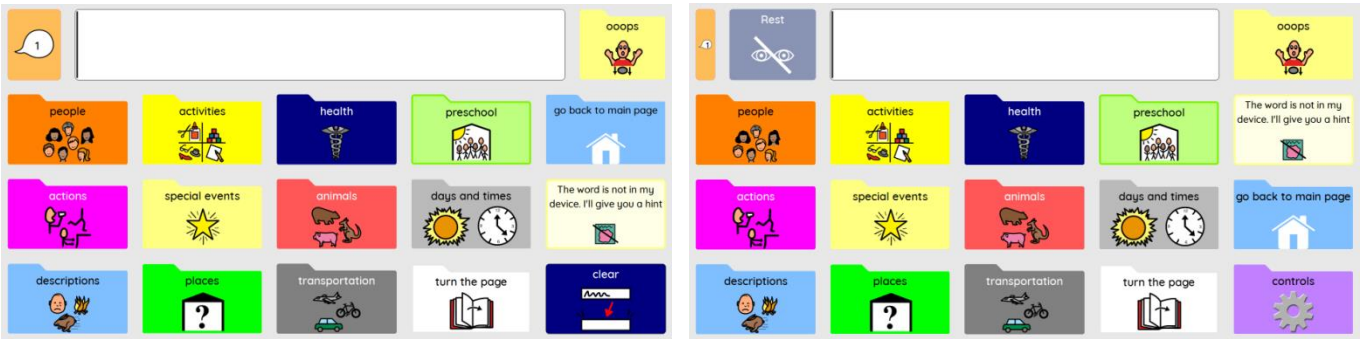 1
ooops
people
activities
health
preschool
go back to main page
actions
special events
animals
days and times
The word is not in my
device. I'll give you a hint
descriptions
places
?
transportation
turn the page
clear
1
Rest
ooops
people
activities
health
preschool
The word is not in my
device. I'll give you a hint
actions
special events
animals
days and times
go back to main page
descriptions
places
?
transportation
turn the page
controls